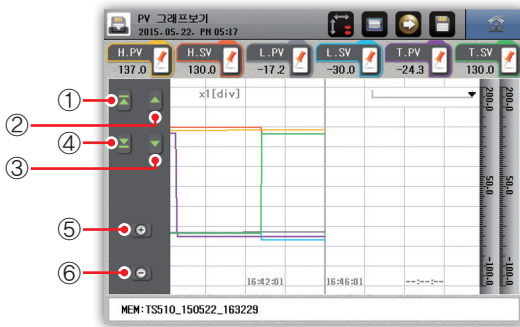 PV 그래프보기
2015.05.22. PM 05:17
H.PV H.SV L.PV L.SV T.PV T.SV
137.0 130.0 -17.2 -30.0 -24.3 130.0
① ② ③ ④ ⑤ ⑥
x1[div]
200.0 200.0
50.0 50.0
-100.0 -100.0
16:42:01 16:46:01 --:--:--
MEM:TS510_150522_163229